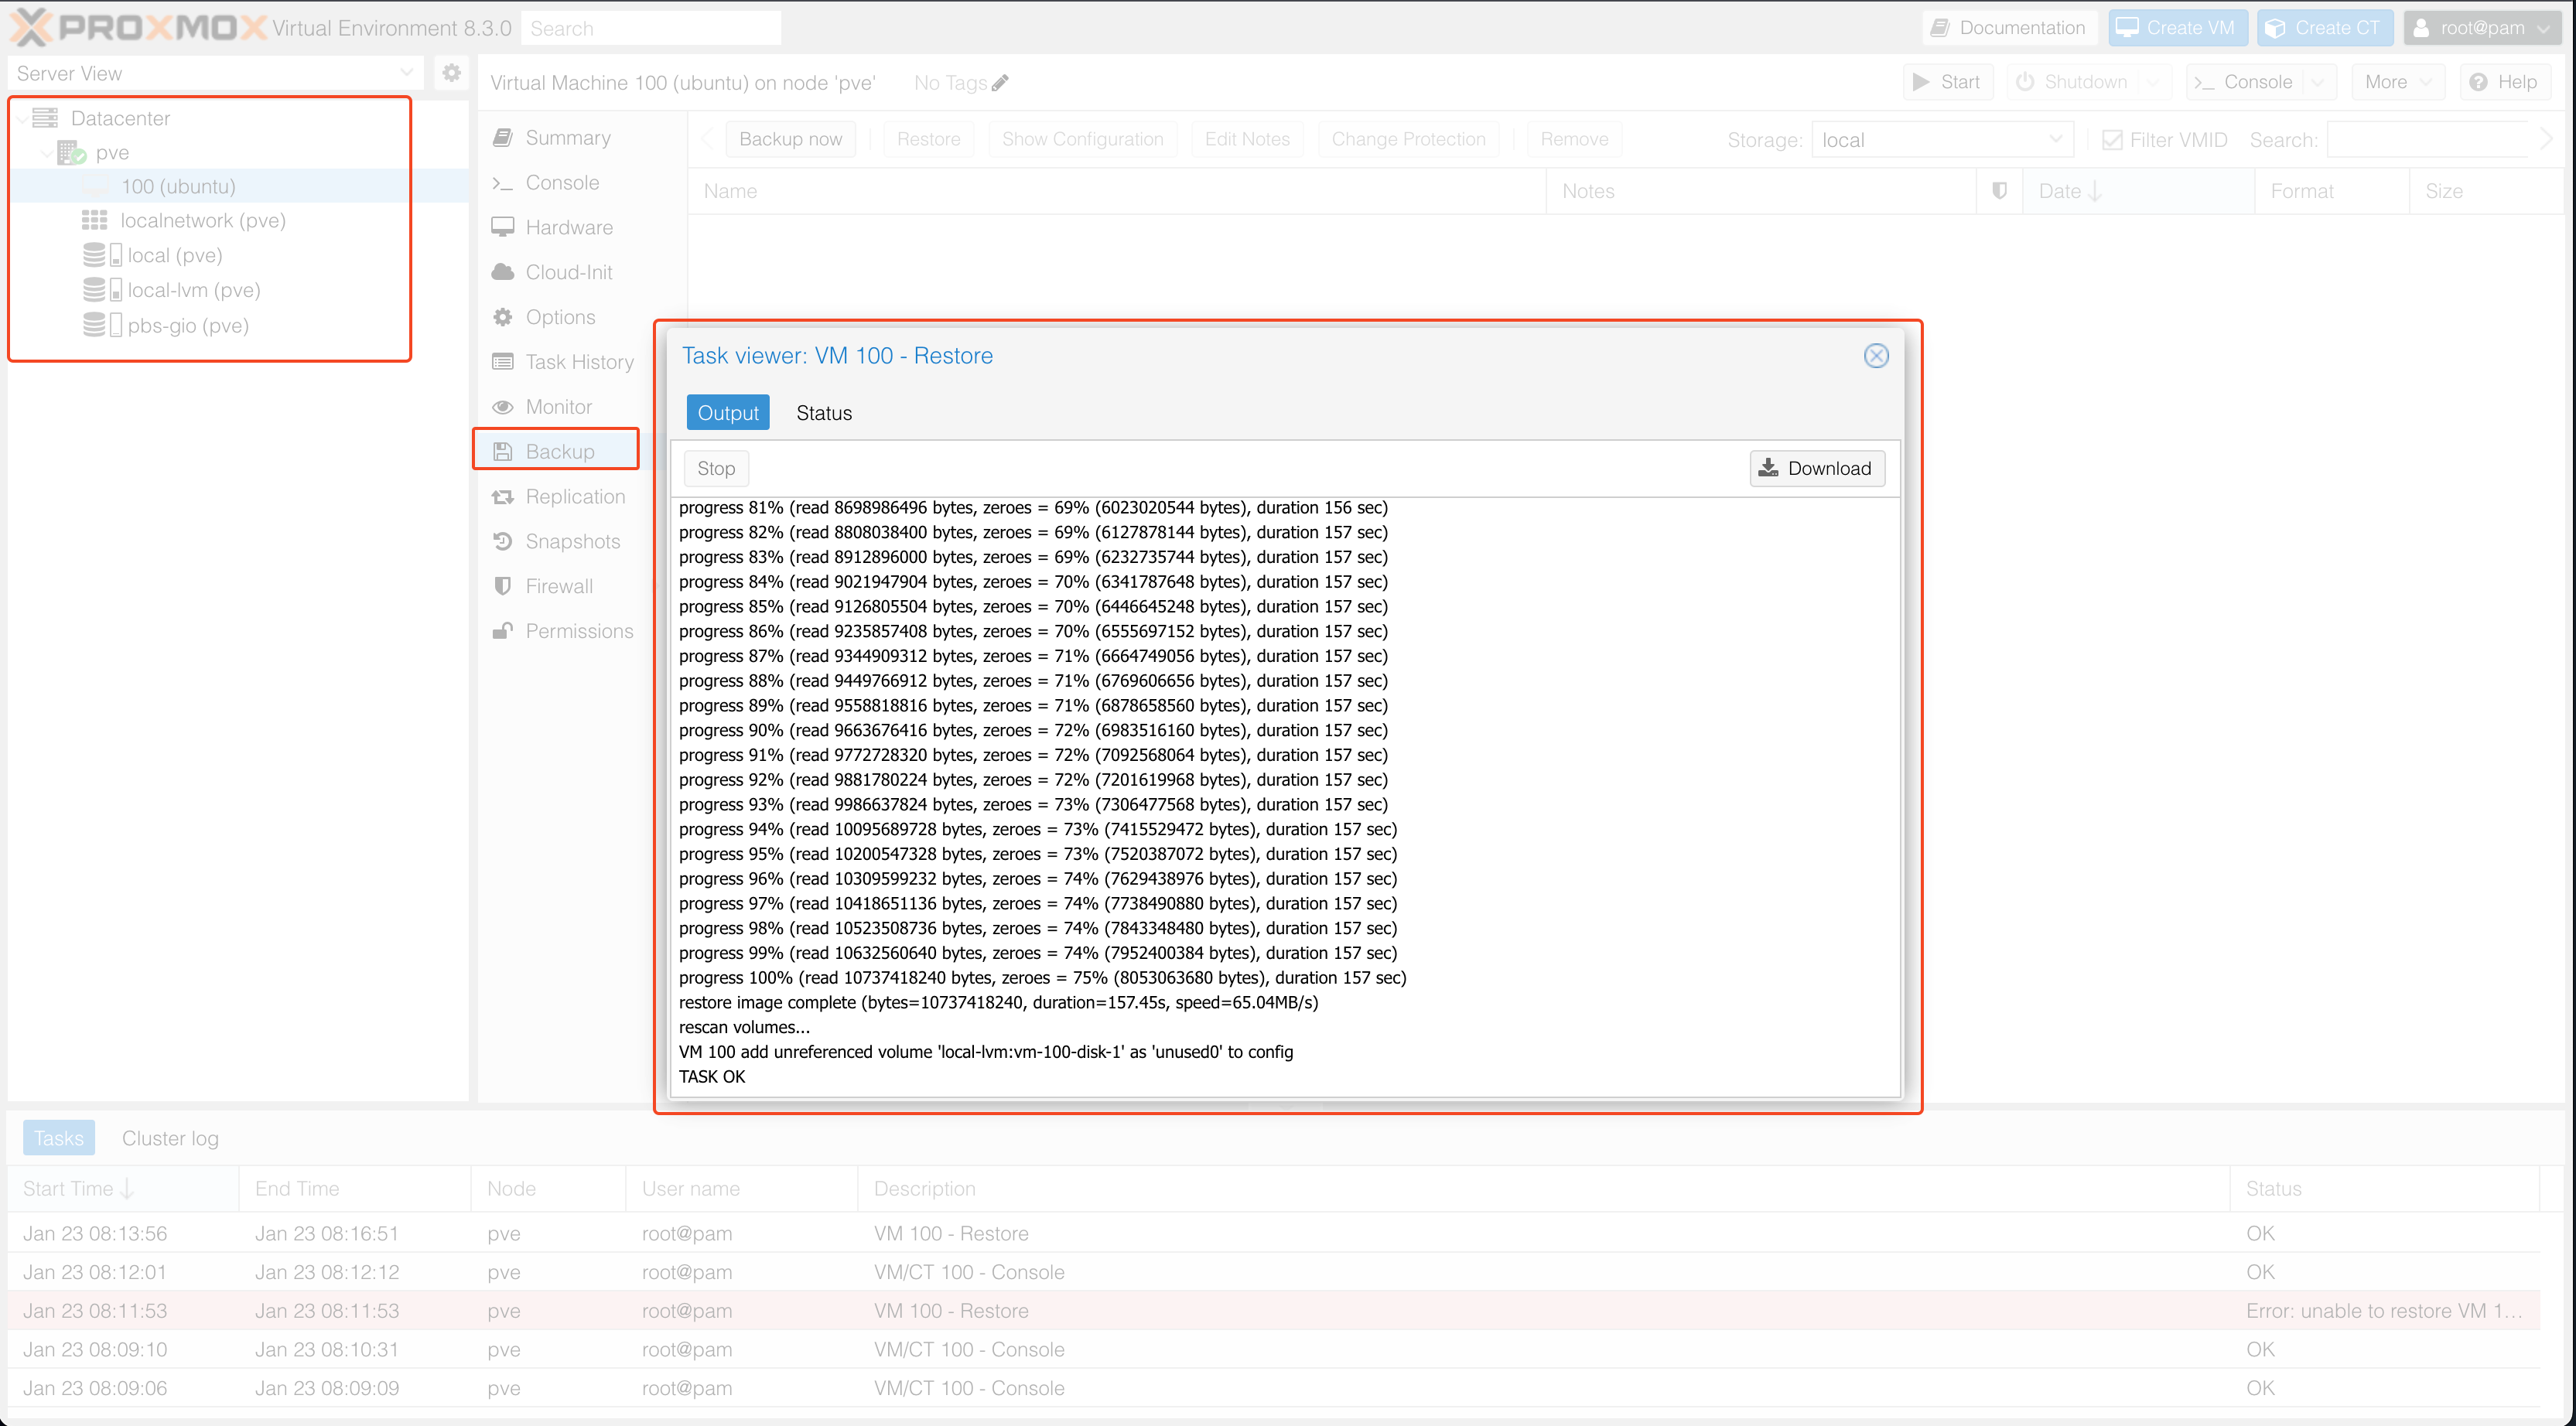 PROXMOX Virtual Environment 8.3.0 Search Documentation Create VM Create CT root@pam
Server View
Datacenter
pve
100 (ubuntu)
localnetwork (pve)
local (pve)
local-lvm (pve)
pbs-gio (pve)
Virtual Machine 100 (ubuntu) on node 'pve' No Tags Start Shutdown Console More Help
Summary
Console
Hardware
Cloud-Init
Options
Task History
Monitor
Backup
Replication
Snapshots
Firewall
Permissions
Backup now Restore Show Configuration Edit Notes Change Protection Remove Storage: local Filter VMID Search:
Name Notes Date Format Size
Task viewer: VM 100 - Restore
Output Status
Stop Download
progress 81% (read 8698986496 bytes, zeroes = 69% (6023020544 bytes), duration 156 sec)
progress 82% (read 8808038400 bytes, zeroes = 69% (6127878144 bytes), duration 157 sec)
progress 83% (read 8912896000 bytes, zeroes = 69% (6232735744 bytes), duration 157 sec)
progress 84% (read 9021947904 bytes, zeroes = 70% (6341787648 bytes), duration 157 sec)
progress 85% (read 9126805504 bytes, zeroes = 70% (6446645248 bytes), duration 157 sec)
progress 86% (read 9235857408 bytes, zeroes = 70% (6555697152 bytes), duration 157 sec)
progress 87% (read 9344909312 bytes, zeroes = 71% (6664749056 bytes), duration 157 sec)
progress 88% (read 9449766912 bytes, zeroes = 71% (6769606656 bytes), duration 157 sec)
progress 89% (read 9558818816 bytes, zeroes = 71% (6878658560 bytes), duration 157 sec)
progress 90% (read 9663676416 bytes, zeroes = 72% (6983516160 bytes), duration 157 sec)
progress 91% (read 9772728320 bytes, zeroes = 72% (7092568064 bytes), duration 157 sec)
progress 92% (read 9881780224 bytes, zeroes = 72% (7201619968 bytes), duration 157 sec)
progress 93% (read 9986637824 bytes, zeroes = 73% (7306477568 bytes), duration 157 sec)
progress 94% (read 10095689728 bytes, zeroes = 73% (7415529472 bytes), duration 157 sec)
progress 95% (read 10200547328 bytes, zeroes = 73% (7520387072 bytes), duration 157 sec)
progress 96% (read 10309599232 bytes, zeroes = 74% (7629438976 bytes), duration 157 sec)
progress 97% (read 10418651136 bytes, zeroes = 74% (7738490880 bytes), duration 157 sec)
progress 98% (read 10523508736 bytes, zeroes = 74% (7843348480 bytes), duration 157 sec)
progress 99% (read 10632560640 bytes, zeroes = 74% (7952400384 bytes), duration 157 sec)
progress 100% (read 10737418240 bytes, zeroes = 75% (8053063680 bytes), duration 157 sec)
restore image complete (bytes=10737418240, duration=157.45s, speed=65.04MB/s)
rescan volumes...
VM 100 add unreferenced volume 'local-lvm:vm-100-disk-1' as 'unused0' to config
TASK OK
Tasks Cluster log
Start Time End Time Node User name Description Status
Jan 23 08:13:56 Jan 23 08:16:51 pve root@pam VM 100 - Restore OK
Jan 23 08:12:01 Jan 23 08:12:12 pve root@pam VM/CT 100 - Console OK
Jan 23 08:11:53 Jan 23 08:11:53 pve root@pam VM 100 - Restore Error: unable to restore VM 1...
Jan 23 08:09:10 Jan 23 08:10:31 pve root@pam VM/CT 100 - Console OK
Jan 23 08:09:06 Jan 23 08:09:09 pve root@pam VM/CT 100 - Console OK